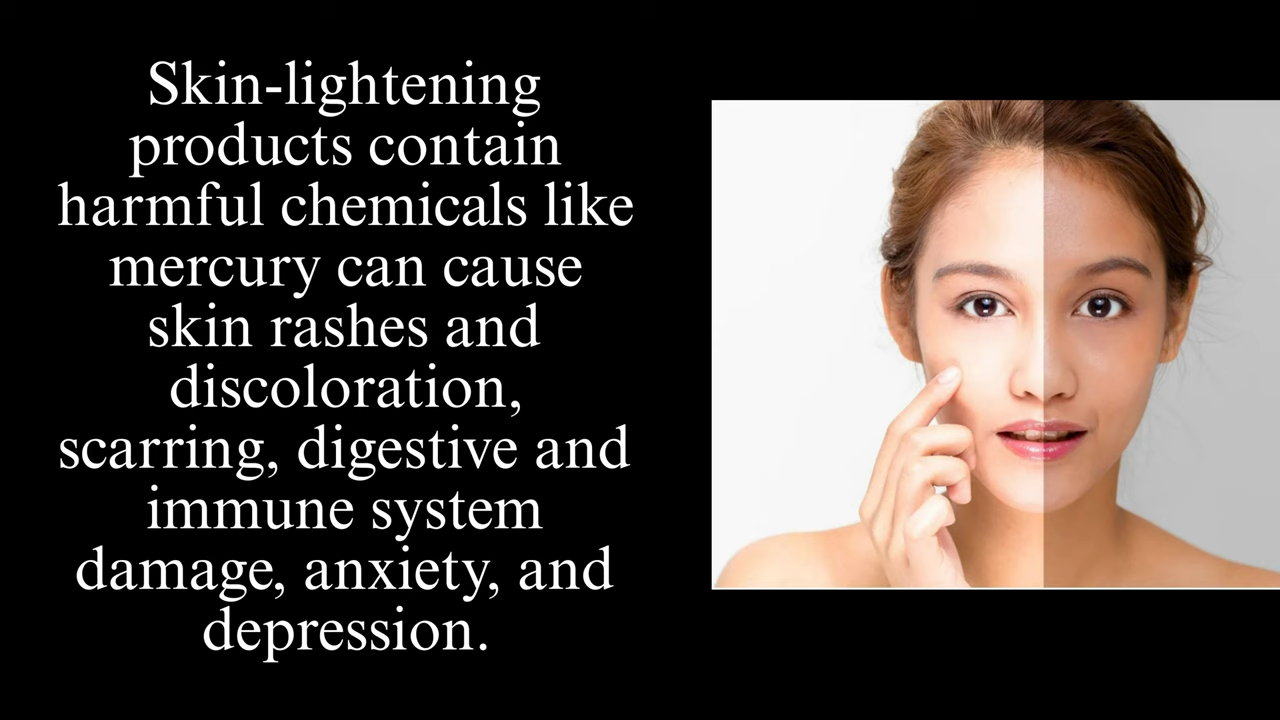 Skin-lightening
products contain
harmful chemicals like
mercury can cause
skin rashes and
discoloration,
scarring, digestive and
immune system
damage, anxiety, and
depression.